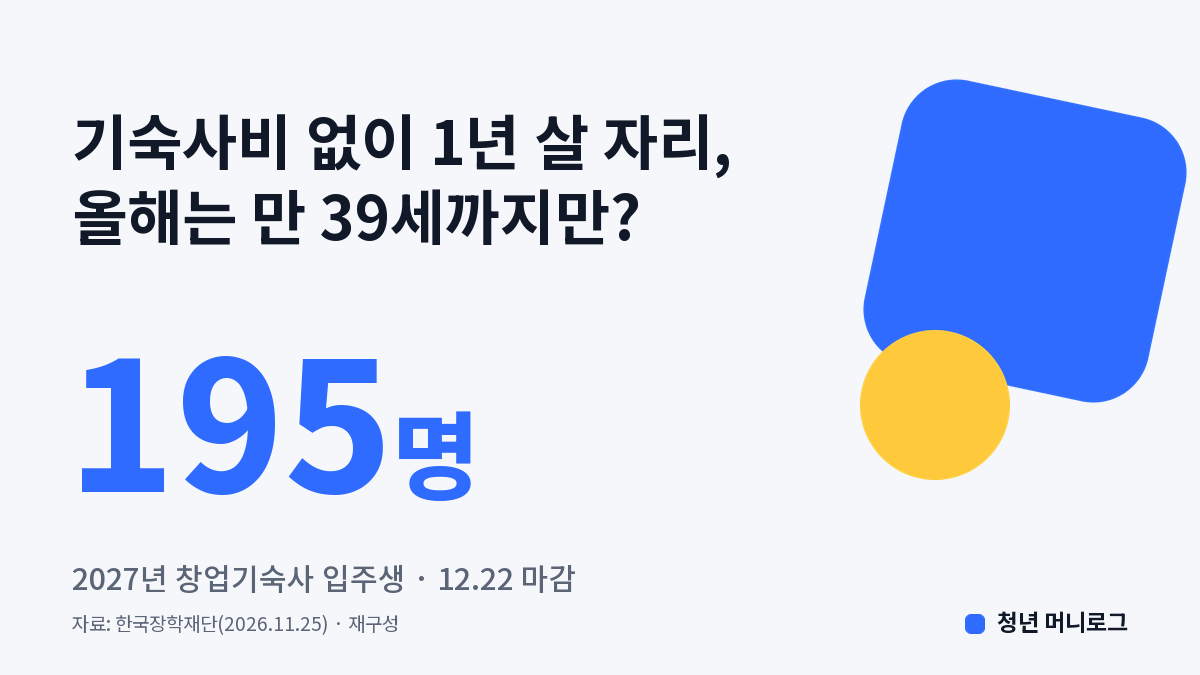 기숙사비 없이 1년 살 자리,
올해는 만 39세까지만?
195명
2027년 창업기숙사 입주생 · 12.22 마감
자료: 한국장학재단(2026.11.25) · 재구성
청년 머니로그